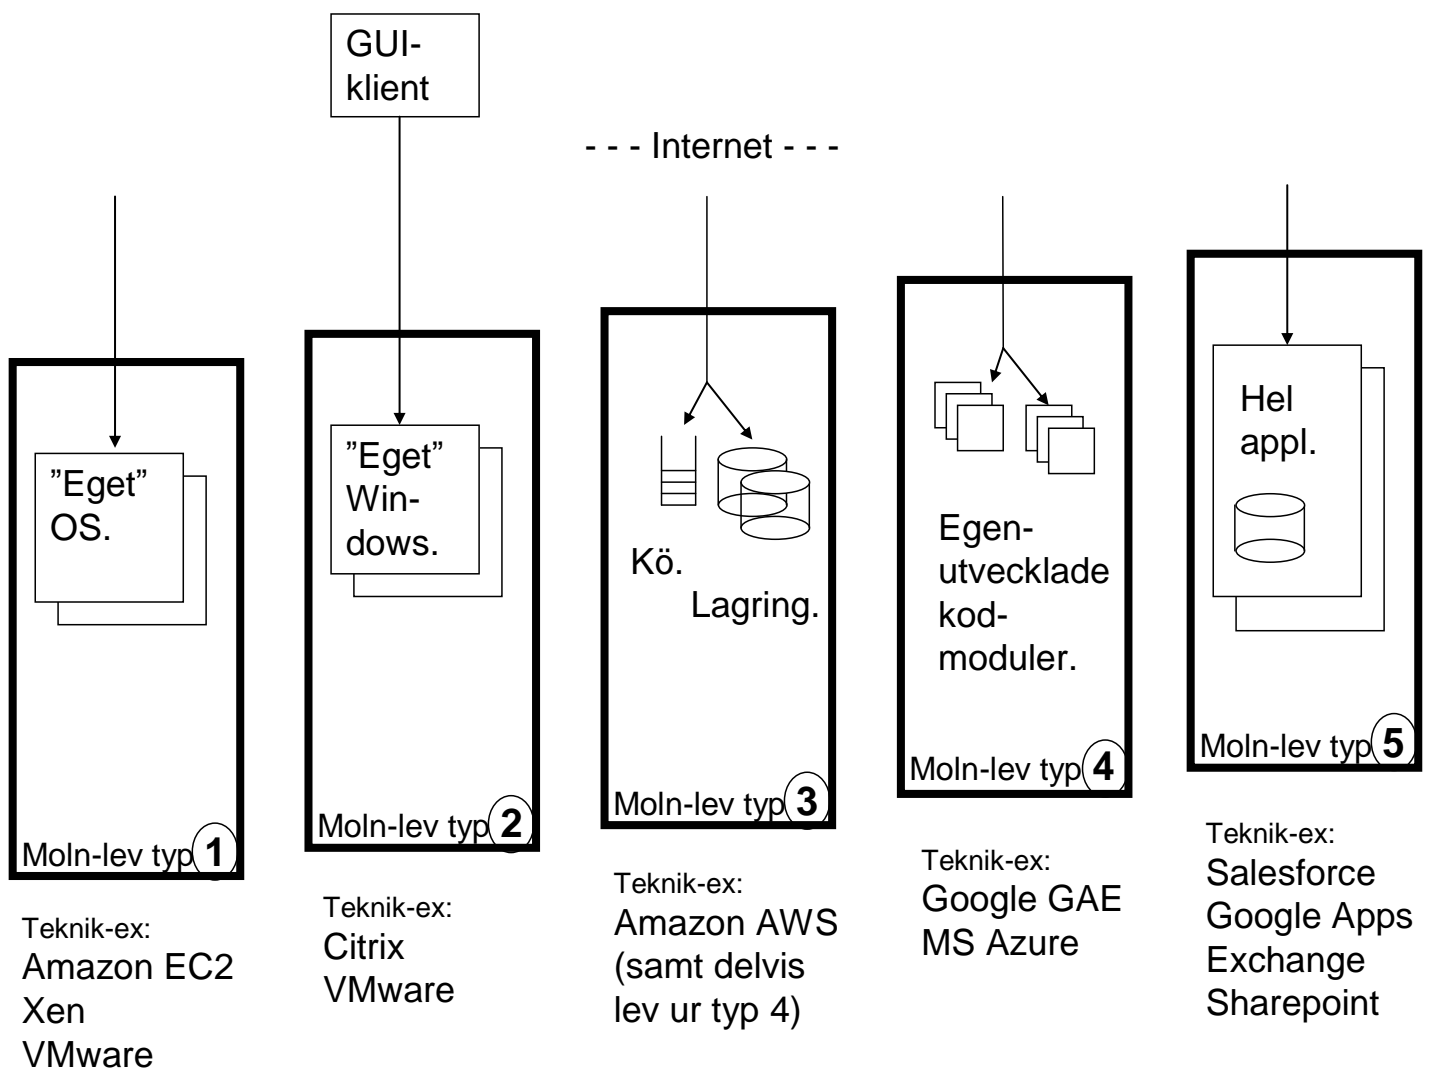 GUI-
klient
- - - Internet - - -
”Eget”
OS.
Moln-lev typ 1
Teknik-ex:
Amazon EC2
Xen
VMware
”Eget”
Win-
dows.
Moln-lev typ 2
Teknik-ex:
Citrix
VMware
Kö.
Lagring.
Moln-lev typ 3
Teknik-ex:
Amazon AWS
(samt delvis
lev ur typ 4)
Egen-
utvecklade
kod-
moduler.
Moln-lev typ 4
Teknik-ex:
Google GAE
MS Azure
Hel
appl.
Moln-lev typ 5
Teknik-ex:
Salesforce
Google Apps
Exchange
Sharepoint